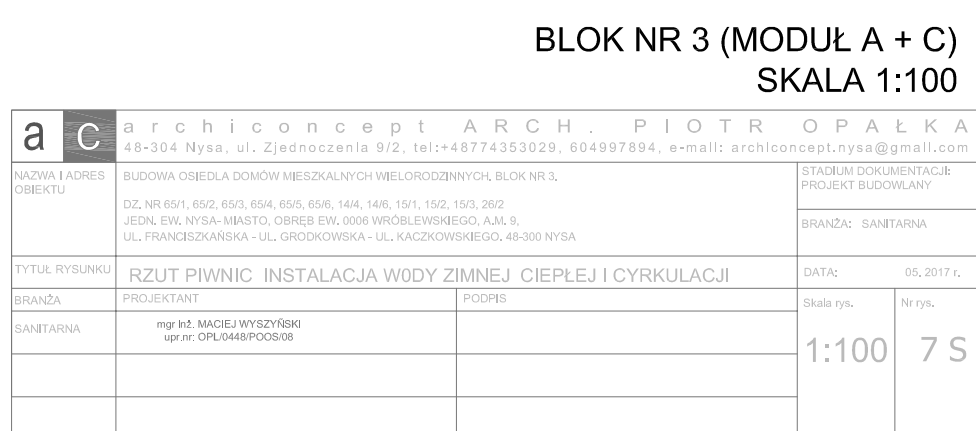 BLOK NR 3 (MODUŁ A + C)
SKALA 1:100
a c
archiconcept ARCH. PIOTR OPAŁKA
48-304 Nysa, ul. Zjednoczenia 9/2, tel:+48774353029, 604997894, e-mail: archiconcept.nysa@gmail.com
NAZWA I ADRES
OBIEKTU
BUDOWA OSIEDLA DOMÓW MIESZKALNYCH WIELORODZINNYCH. BLOK NR 3.
DZ. NR 65/1, 65/2, 65/3, 65/4, 65/5, 65/6, 14/4, 14/6, 15/1, 15/2, 15/3, 26/2
JEDN. EW. NYSA- MIASTO, OBRĘB EW. 0006 WRÓBLEWSKIEGO, A.M. 9,
UL. FRANCISZKAŃSKA - UL. GRODKOWSKA - UL. KACZKOWSKIEGO. 48-300 NYSA
STADIUM DOKUMENTACJI:
PROJEKT BUDOWLANY
BRANŻA: SANITARNA
TYTUŁ RYSUNKU
RZUT PIWNIC INSTALACJA W0DY ZIMNEJ CIEPŁEJ I CYRKULACJI
DATA: 05. 2017 r.
BRANŻA
PROJEKTANT
PODPIS
Skala rys.
Nr rys.
SANITARNA
mgr inż. MACIEJ WYSZYŃSKI
upr.nr: OPL/0448/POOS/08
1:100
7 S